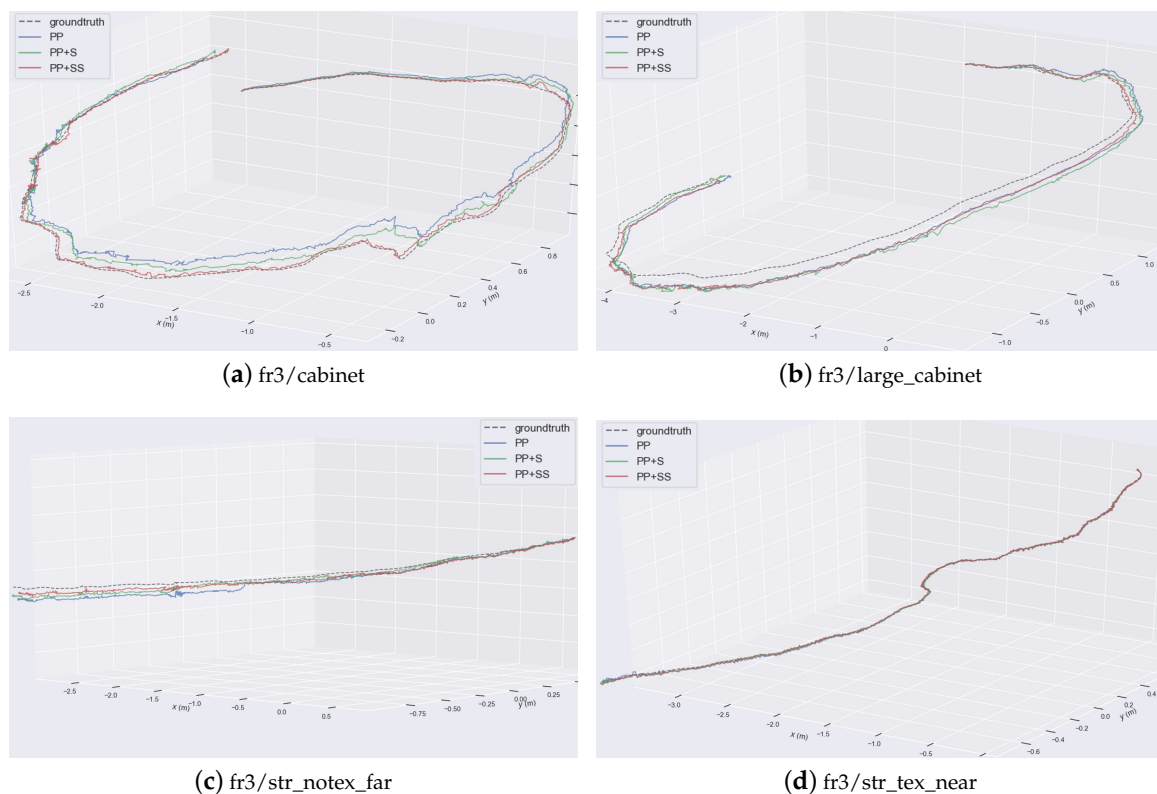 groundtruth
PP
PP+S
PP+SS
0.8
0.6
0.4
0.2
0.0
−0.2
y (m)
−2.5
−2.0
−1.5
−1.0
−0.5
x (m)
(a) fr3/cabinet
groundtruth
PP
PP+S
PP+SS
1.0
0.5
0.0
−0.5
−1.0
y (m)
−4
−3
−2
−1
0
x (m)
(b) fr3/large_cabinet
groundtruth
PP
PP+S
PP+SS
−2.5
−2.0
−1.5
−1.0
0.0
0.5
x (m)
−0.75
−0.50
−0.25
0.00
0.25
y (m)
(c) fr3/str_notex_far
groundtruth
PP
PP+S
PP+SS
−3.0
−2.5
−2.0
−1.5
−1.0
−0.5
x (m)
−0.6
−0.4
−0.2
0.0
0.2
0.4
y (m)
(d) fr3/str_tex_near